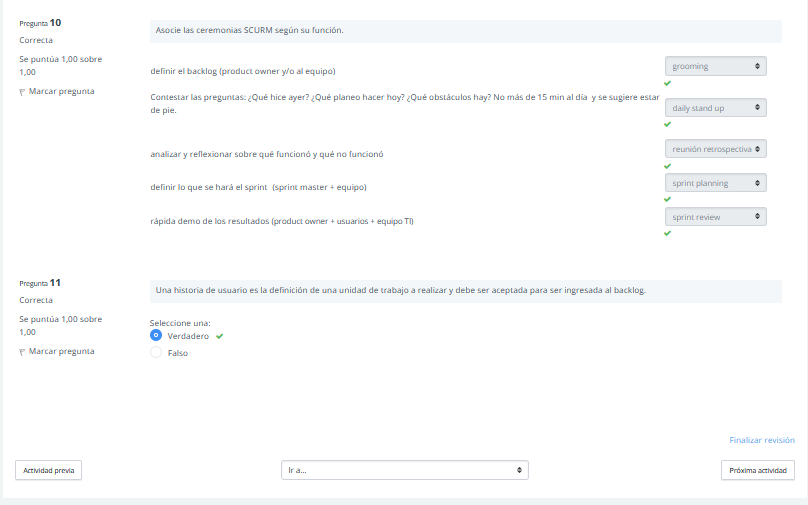 Pregunta 10
Correcta
Se puntúa 1,00 sobre
1,00
Marcar pregunta
Asocie las ceremonias SCURM según su función.
definir el backlog (product owner y/o al equipo)
grooming
Contestar las preguntas: ¿Qué hice ayer? ¿Qué planeo hacer hoy? ¿Qué obstáculos hay? No más de 15 min al día y se sugiere estar
de pie.
daily stand up
analizar y reflexionar sobre qué funcionó y qué no funcionó
reunión retrospectiva
definir lo que se hará el sprint (sprint master + equipo)
sprint planning
rápida demo de los resultados (product owner + usuarios + equipo TI)
sprint review
Pregunta 11
Correcta
Se puntúa 1,00 sobre
1,00
Marcar pregunta
Una historia de usuario es la definición de una unidad de trabajo a realizar y debe ser aceptada para ser ingresada al backlog.
Seleccione una:
Verdadero
Falso
Finalizar revisión
Actividad previa
Ir a...
Próxima actividad